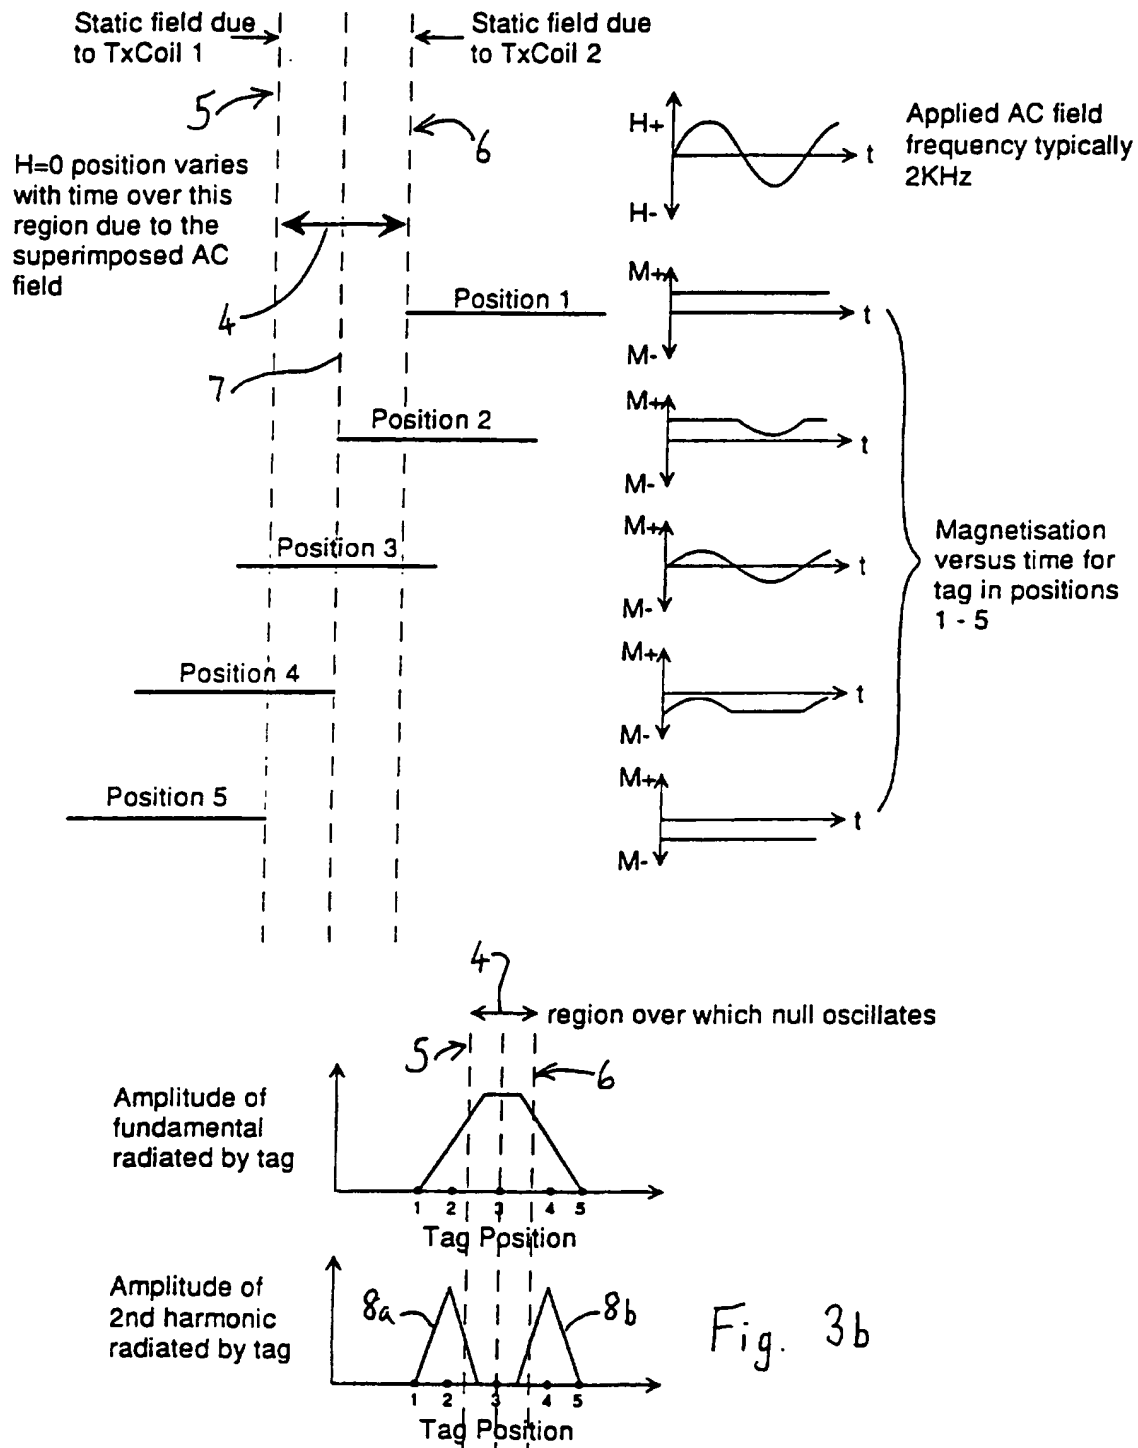 Static field due
to TxCoil 1
Static field due
to TxCoil 2
5
6
H=0 position varies
with time over this
region due to the
superimposed AC
field
4
7
H+
H-
t
Applied AC field
frequency typically
2KHz
Position 1
M+
M-
t
Position 2
M+
M-
t
Position 3
M+
M-
t
Position 4
M+
M-
t
Position 5
M+
M-
t
Magnetisation
versus time for
tag in positions
1 - 5
4
region over which null oscillates
5
6
Amplitude of
fundamental
radiated by tag
1 2 3 4 5
Tag Position
Amplitude of
2nd harmonic
radiated by tag
8a
8b
1 2 3 4 5
Tag Position
Fig. 3b